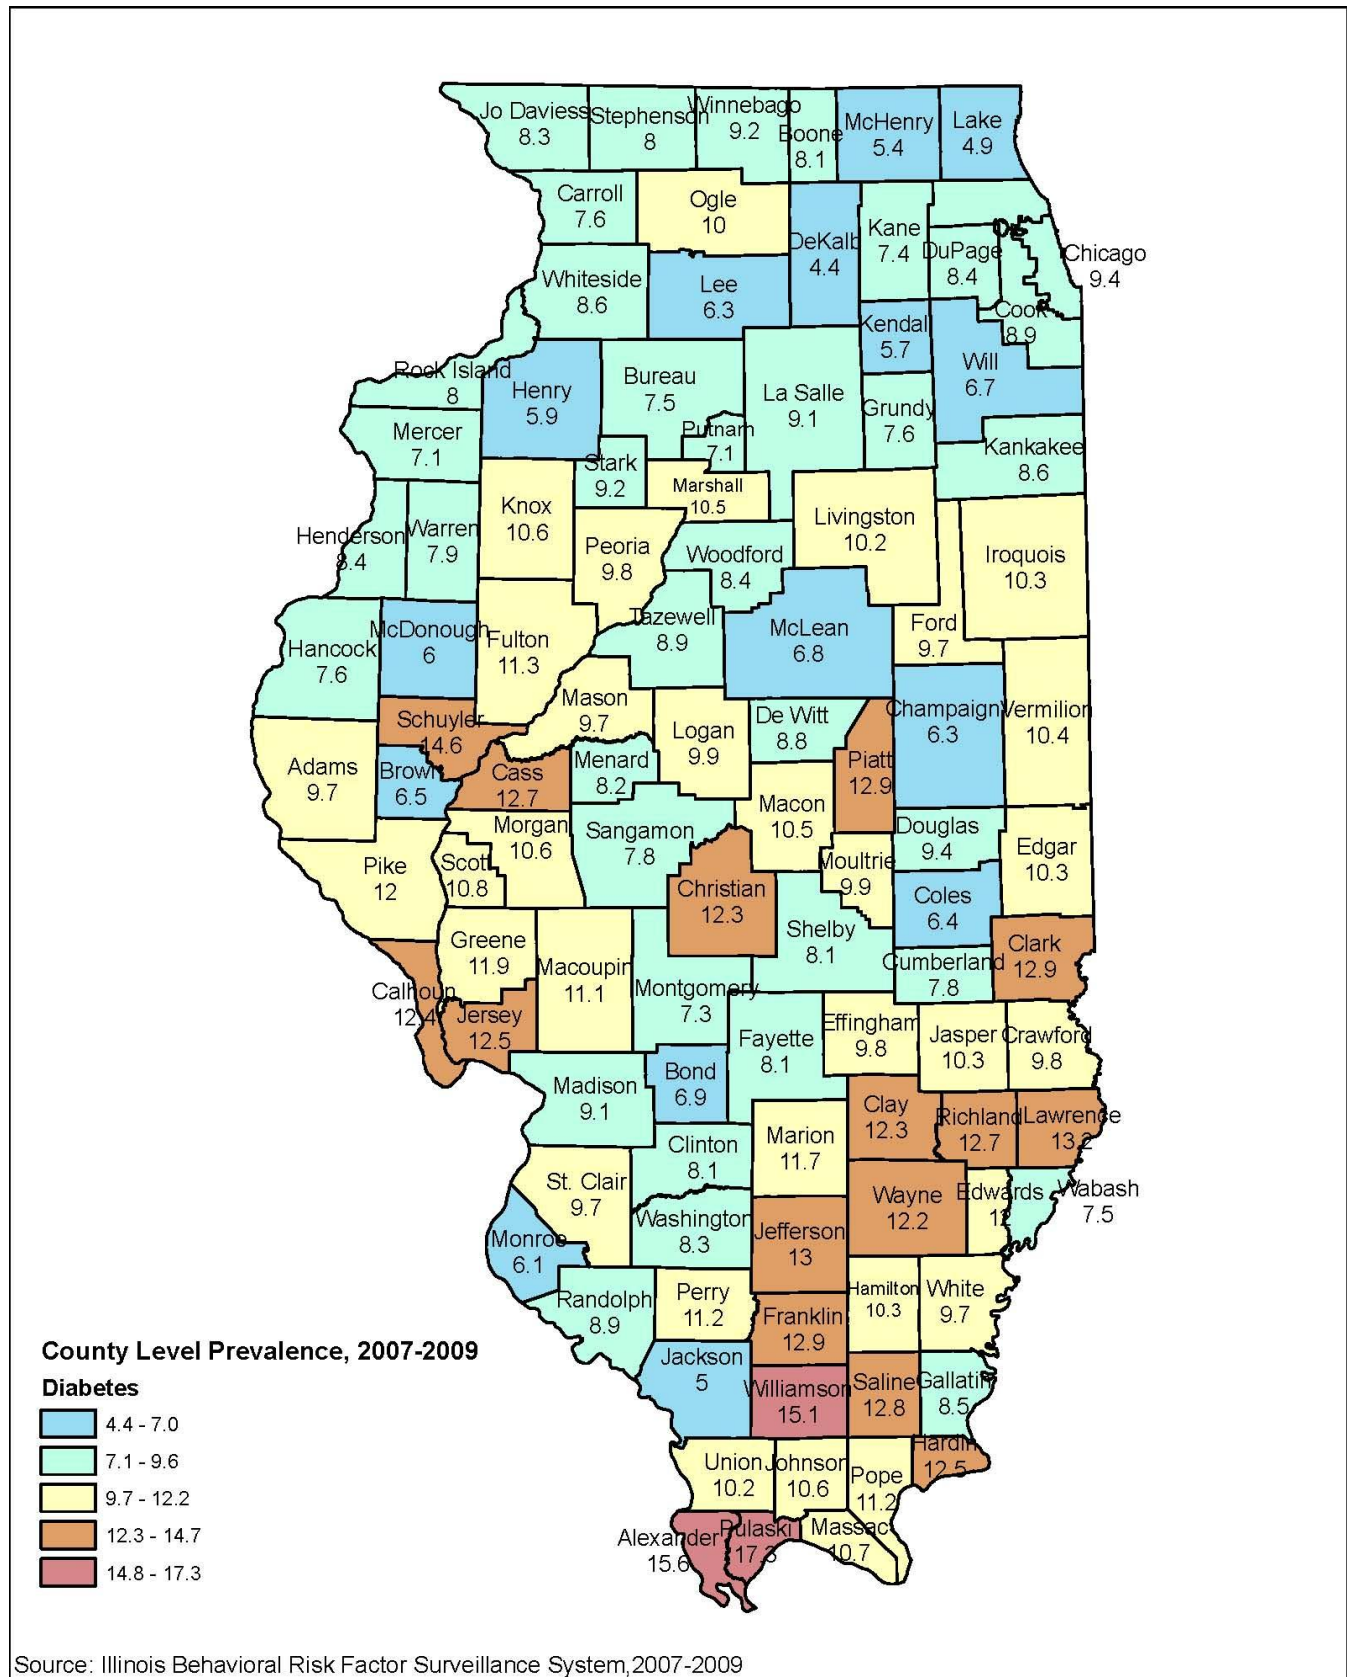 Jo Daviess
8.3
Stephenson
8
Winnebago
9.2
Boone
8.1
McHenry
5.4
Lake
4.9
Carroll
7.6
Ogle
10
DeKalb
4.4
Kane
7.4
DuPage
8.4
Chicago
9.4
Whiteside
8.6
Lee
6.3
Kendal
5.7
Cook
8.9
Will
6.7
Rock Island
8
Henry
5.9
Bureau
7.5
La Salle
9.1
Grundy
7.6
Mercer
7.1
Putnam
7.1
Kankakee
8.6
Stark
9.2
Marshall
10.5
Knox
10.6
Henderson
8.4
Warren
7.9
Peoria
9.8
Woodford
8.4
Livingston
10.2
Iroquois
10.3
Hancock
7.6
McDonough
6
Fulton
11.3
Tazewell
8.9
McLean
6.8
Ford
9.7
Schuyler
14.6
Mason
9.7
Logan
9.9
De Witt
8.8
Champaign
6.3
Vermilion
10.4
Adams
9.7
Brown
6.5
Cass
12.7
Menard
8.2
Piatt
12.9
Macon
10.5
Pike
12
Scott
10.8
Morgan
10.6
Sangamon
7.8
Christian
12.3
Moultrie
9.9
Douglas
9.4
Edgar
10.3
Coles
6.4
Greene
11.9
Macoupin
11.1
Montgomery
7.3
Shelby
8.1
Cumberland
7.8
Clark
12.9
Calhoun
12.4
Jersey
12.5
Fayette
8.1
Effingham
9.8
Jasper
10.3
Crawford
9.8
Madison
9.1
Bond
6.9
Clay
12.3
Richland
12.7
Lawrence
13.2
Clinton
8.1
Marion
11.7
St. Clair
9.7
Wayne
12.2
Edwards
12
Wabash
7.5
Monroe
6.1
Washington
8.3
Jefferson
13
Randolph
8.9
Perry
11.2
Franklin
12.9
Hamilton
10.3
White
9.7
Jackson
5
Williamson
15.1
Saline
12.8
Gallatin
8.5
Union
10.2
Johnson
10.6
Pope
11.2
Hardin
12.5
Alexander
15.6
Pulaski
17.3
Massac
10.7
County Level Prevalence, 2007-2009
Diabetes
4.4 - 7.0
7.1 - 9.6
9.7 - 12.2
12.3 - 14.7
14.8 - 17.3
Source: Illinois Behavioral Risk Factor Surveillance System,2007-2009